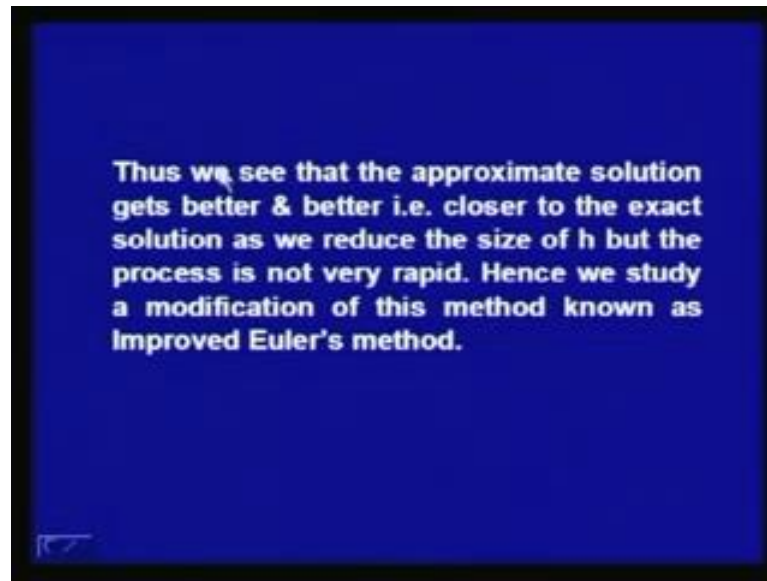 Thus we see that the approximate solution
gets better & better i.e. closer to the exact
solution as we reduce the size of h but the
process is not very rapid. Hence we study
a modification of this method known as
Improved Euler's method.